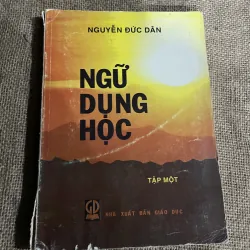 NGUYỄN ĐỨC DÂN
NGỮ
DỤNG
HỌC
TẬP MỘT
NHÀ XUẤT BẢN GIÁO DỤC